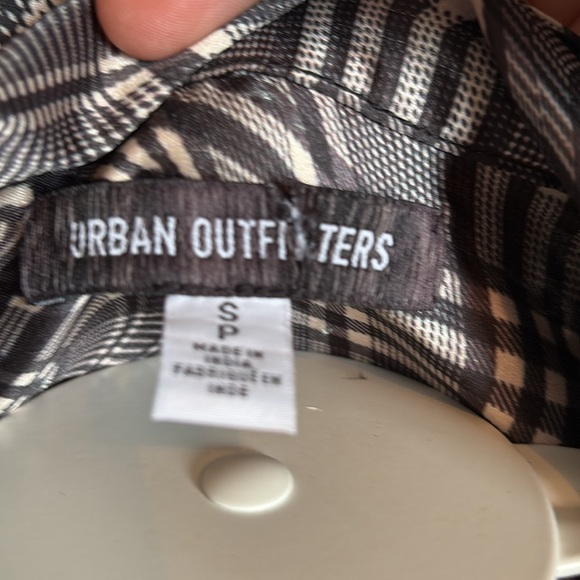 URBAN OUTFITTERS
S
P
MADE IN
INDIA
FABRIQUE EN
INDE